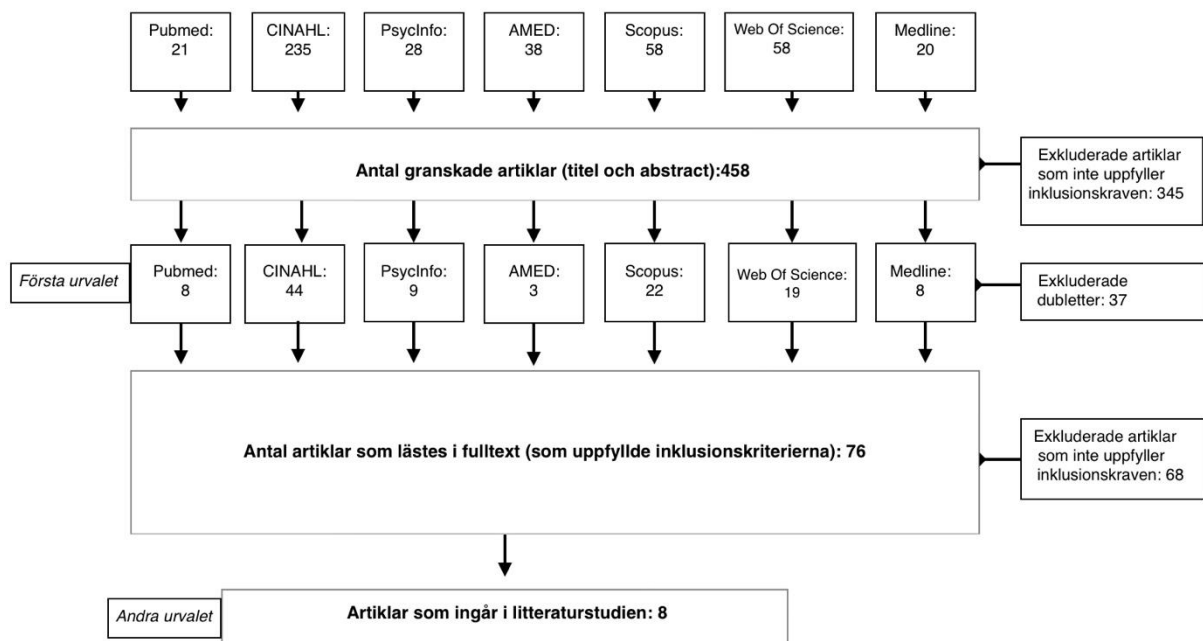 Pubmed:
21
CINAHL:
235
PsycInfo:
28
AMED:
38
Scopus:
58
Web Of Science:
58
Medline:
20
Antal granskade artiklar (titel och abstract):458
Exkluderade artiklar
som inte uppfyller
inklusionskraven: 345
Första urvalet
Pubmed:
8
CINAHL:
44
PsycInfo:
9
AMED:
3
Scopus:
22
Web Of Science:
19
Medline:
8
Exkluderade
dubletter: 37
Antal artiklar som lästes i fulltext (som uppfyllde inklusionskriterierna): 76
Exkluderade artiklar
som inte uppfyller
inklusionskraven: 68
Andra urvalet
Artiklar som ingår i litteraturstudien: 8